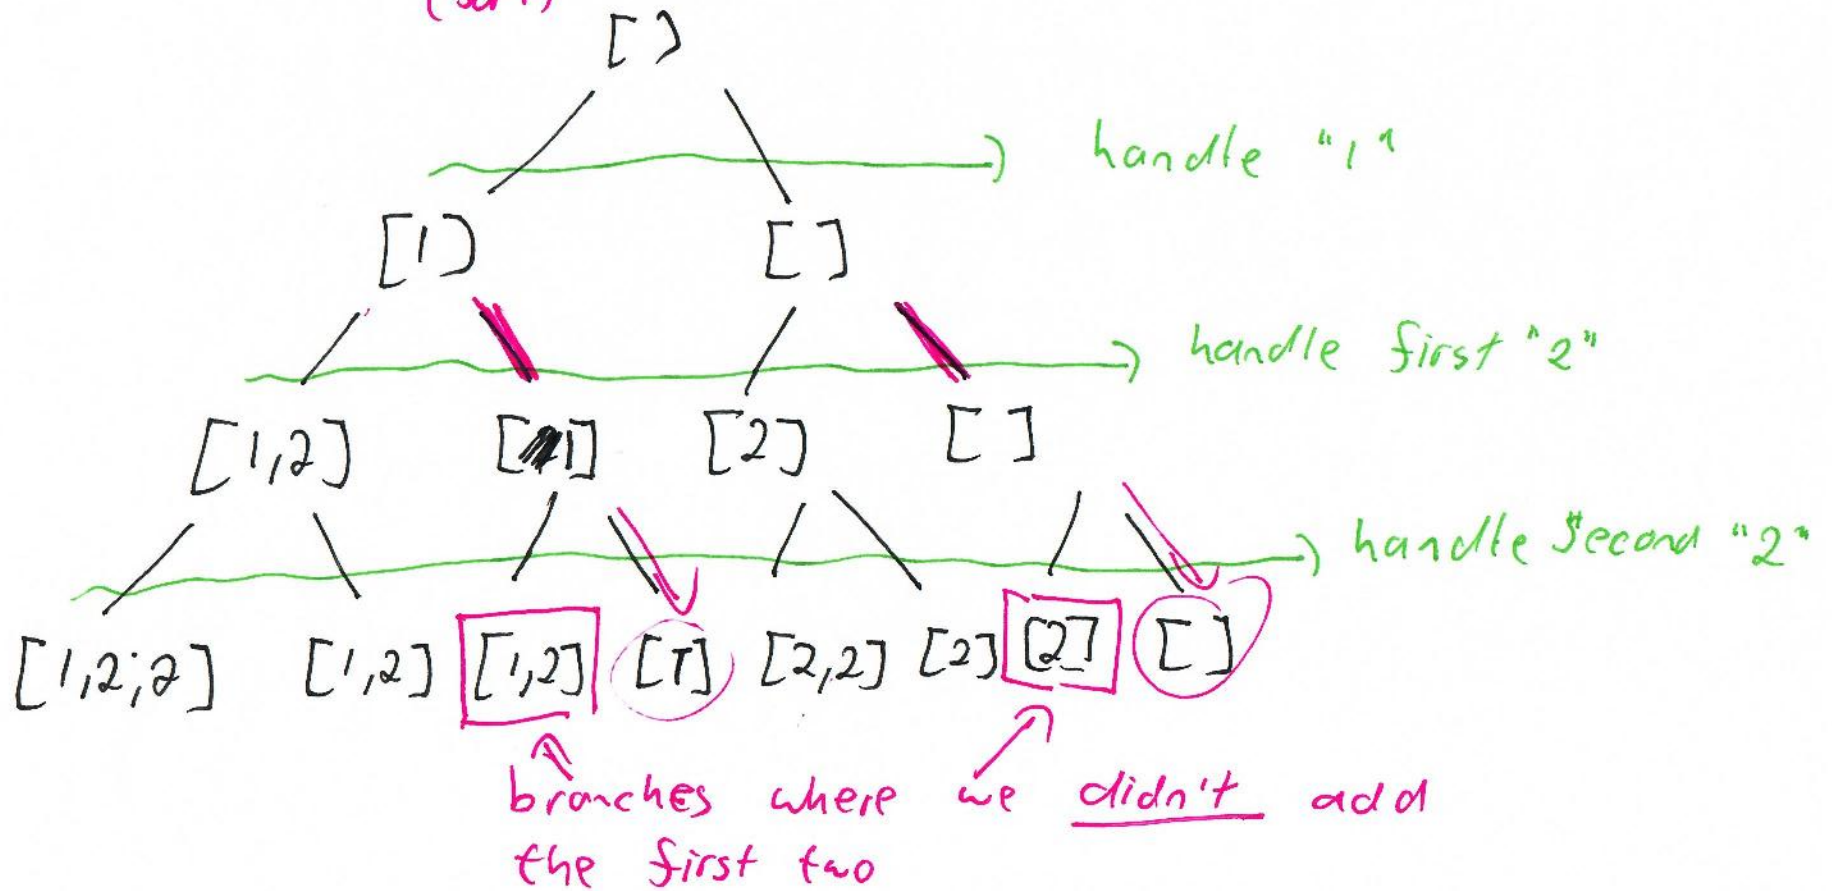 []
handle "1"
[1] []
handle first "2"
[1,2] [1] [2] []
handle second "2"
[1,2,2] [1,2] [1,2] [1] [2,2] [2] [2] []
branches where we didn't add
the first two